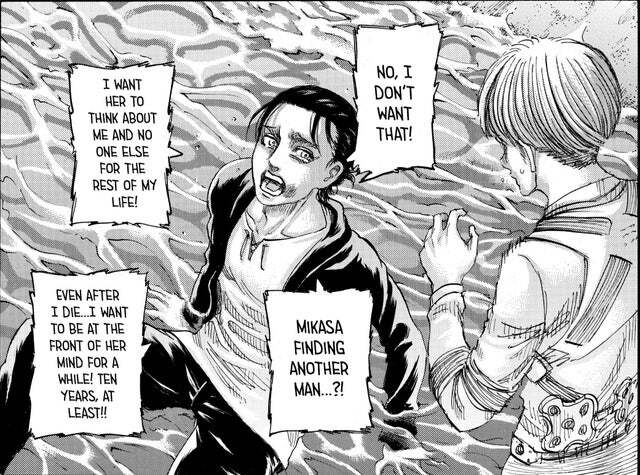 NO, I
DON'T
WANT
THAT!
MIKASA
FINDING
ANOTHER
MAN...?!
I WANT
HER TO
THINK ABOUT
ME AND NO
ONE ELSE
FOR THE
REST OF MY
LIFE!
EVEN AFTER
I DIE...I WANT
TO BE AT THE
FRONT OF HER
MIND FOR A
WHILE! TEN
YEARS, AT
LEAST!!